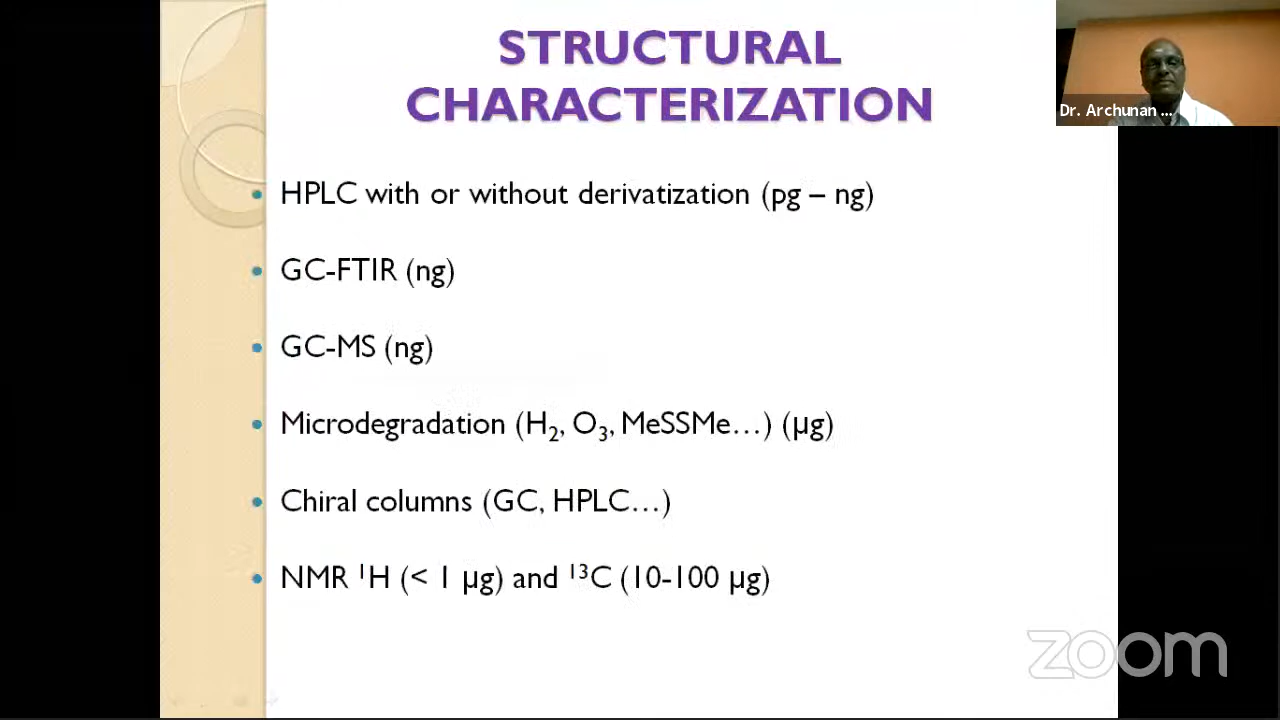 STRUCTURAL
CHARACTERIZATION
Dr. Archunan ...
• HPLC with or without derivatization (pg – ng)
• GC-FTIR (ng)
• GC-MS (ng)
• Microdegradation (H₂, O₃, MeSSMe…) (µg)
• Chiral columns (GC, HPLC…)
• NMR ¹H (< 1 µg) and ¹³C (10-100 µg)
zoom